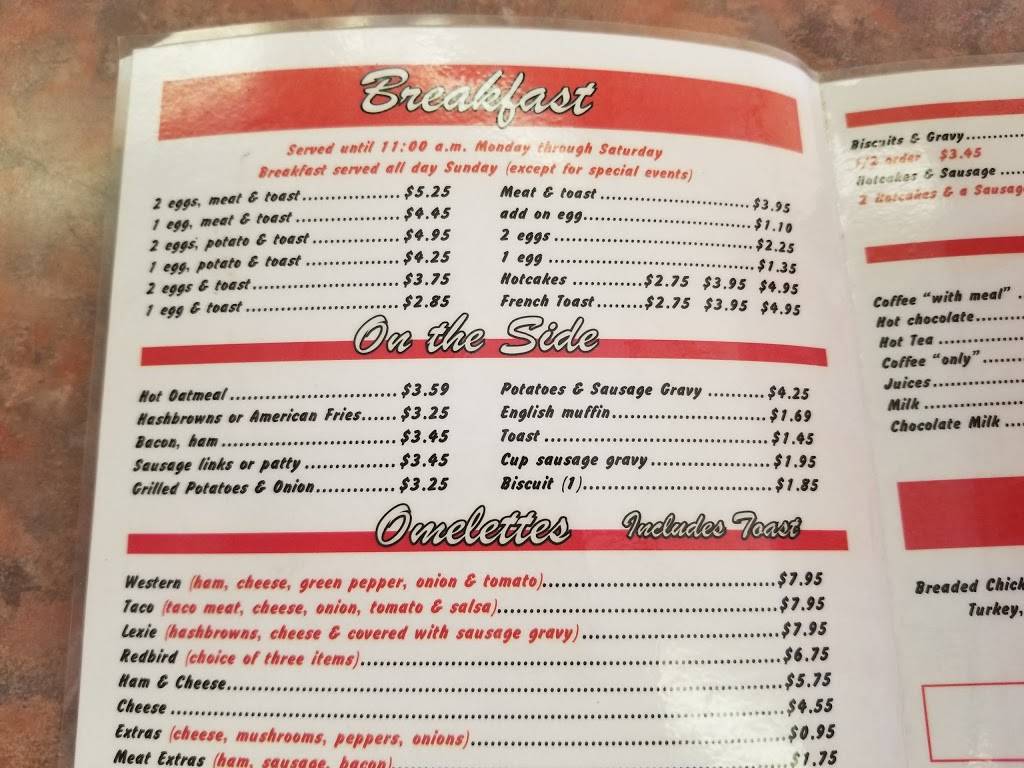 Breakfast
Served until 11:00 a.m. Monday through Saturday
Breakfast served all day Sunday (except for special events)
2 eggs, meat & toast..................$5.25
1 egg, meat & toast...................$4.45
2 eggs, potato & toast................$4.95
1 egg, potato & toast.................$4.25
2 eggs & toast........................$3.75
1 egg & toast.........................$2.85
Meat & toast..........................$3.95
add on egg............................$1.10
2 eggs................................$2.25
1 egg.................................$1.35
Hotcakes.............$2.75 $3.95 $4.95
French Toast........$2.75 $3.95 $4.95
On the Side
Hot Oatmeal...........................$3.59
Hashbrowns or American Fries......$3.25
Bacon, ham............................$3.45
Sausage links or patty...............$3.45
Grilled Potatoes & Onion.............$3.25
Potatoes & Sausage Gravy..........$4.25
English muffin........................$1.69
Toast.................................$1.45
Cup sausage gravy.................$1.95
Biscuit (1)...........................$1.85
Omelettes Includes Toast
Western (ham, cheese, green pepper, onion & tomato)..............................$7.95
Taco (taco meat, cheese, onion, tomato & salsa)..............................$7.95
Lexie (hashbrowns, cheese & covered with sausage gravy)..........................$7.95
Redbird (choice of three items)..............................$6.75
Ham & Cheese..............................$5.75
Cheese..............................$4.55
Extras (cheese, mushrooms, peppers, onions)..............................$0.95
Meat Extras (ham, sausage, bacon)..............................$1.75
Biscuits & Gravy...........
1/2 order $3.45
Hotcakes & Sausage....
2 Hotcakes & a Sausage
Coffee "with meal" .
Hot chocolate........
Hot Tea..............
Coffee "only"......
Juices..............
Milk................
Chocolate Milk....
Breaded Chick
Turkey,